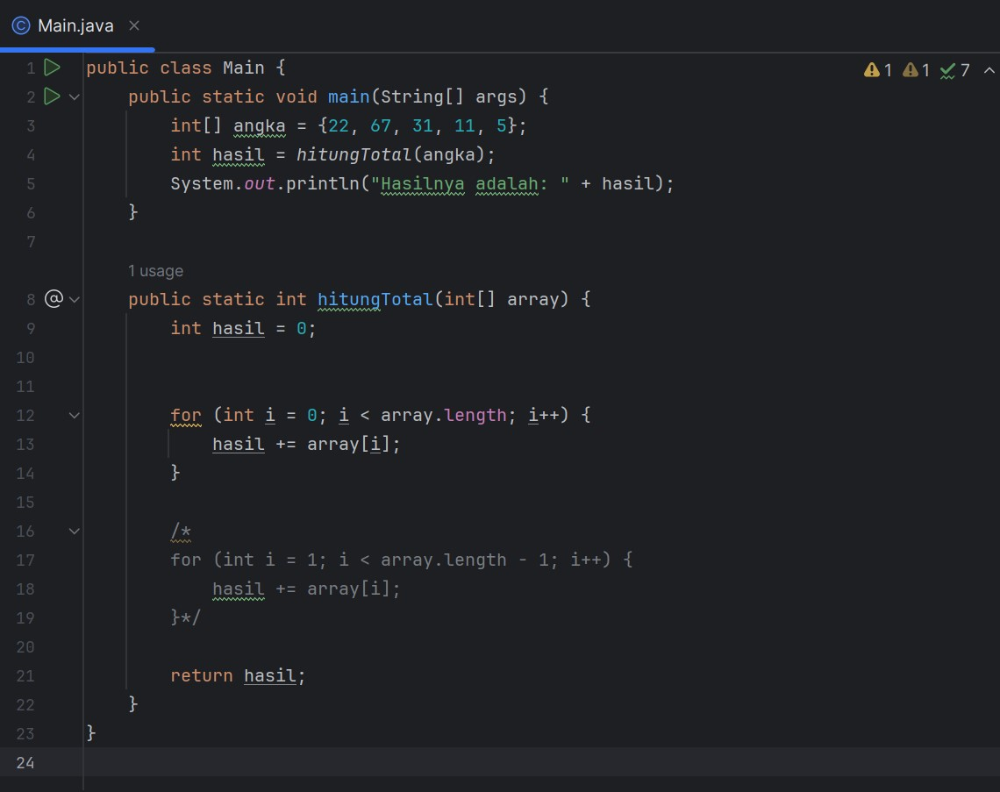 Main.java
1 public class Main {
2     public static void main(String[] args) {
3         int[] angka = {22, 67, 31, 11, 5};
4         int hasil = hitungTotal(angka);
5         System.out.println("Hasilnya adalah: " + hasil);
6     }
7
1 usage
8     public static int hitungTotal(int[] array) {
9         int hasil = 0;
10
11
12         for (int i = 0; i < array.length; i++) {
13             hasil += array[i];
14         }
15
16         /*
17         for (int i = 1; i < array.length - 1; i++) {
18             hasil += array[i];
19         }*/
20
21         return hasil;
22     }
23 }
24
1 1 7